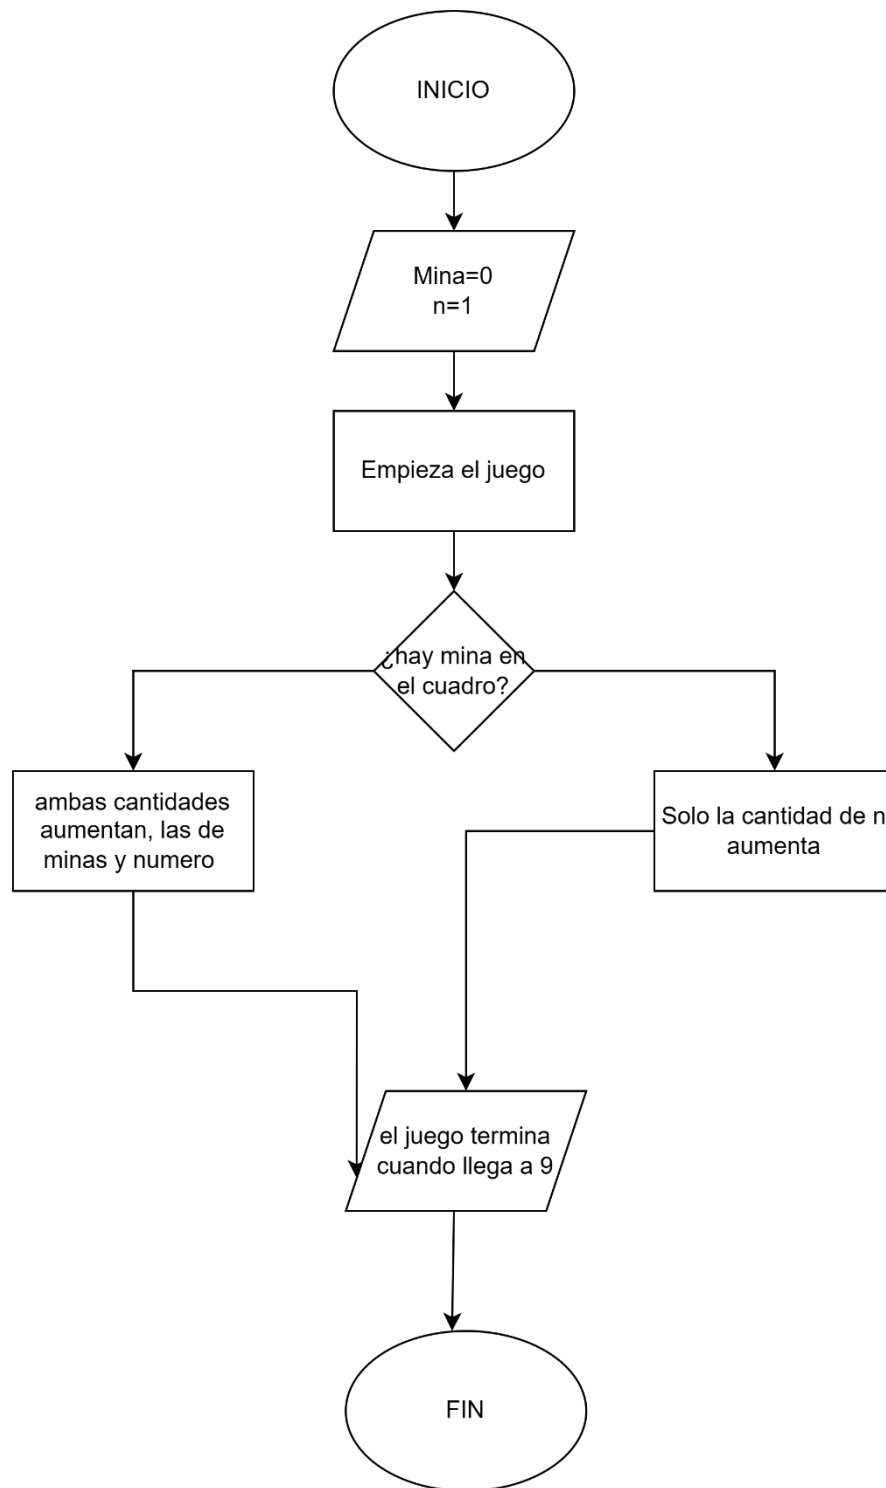 INICIO
Mina=0
n=1
Empieza el juego
¿hay mina en
el cuadro?
ambas cantidades
aumentan, las de
minas y numero
Solo la cantidad de n
aumenta
el juego termina
cuando llega a 9
FIN